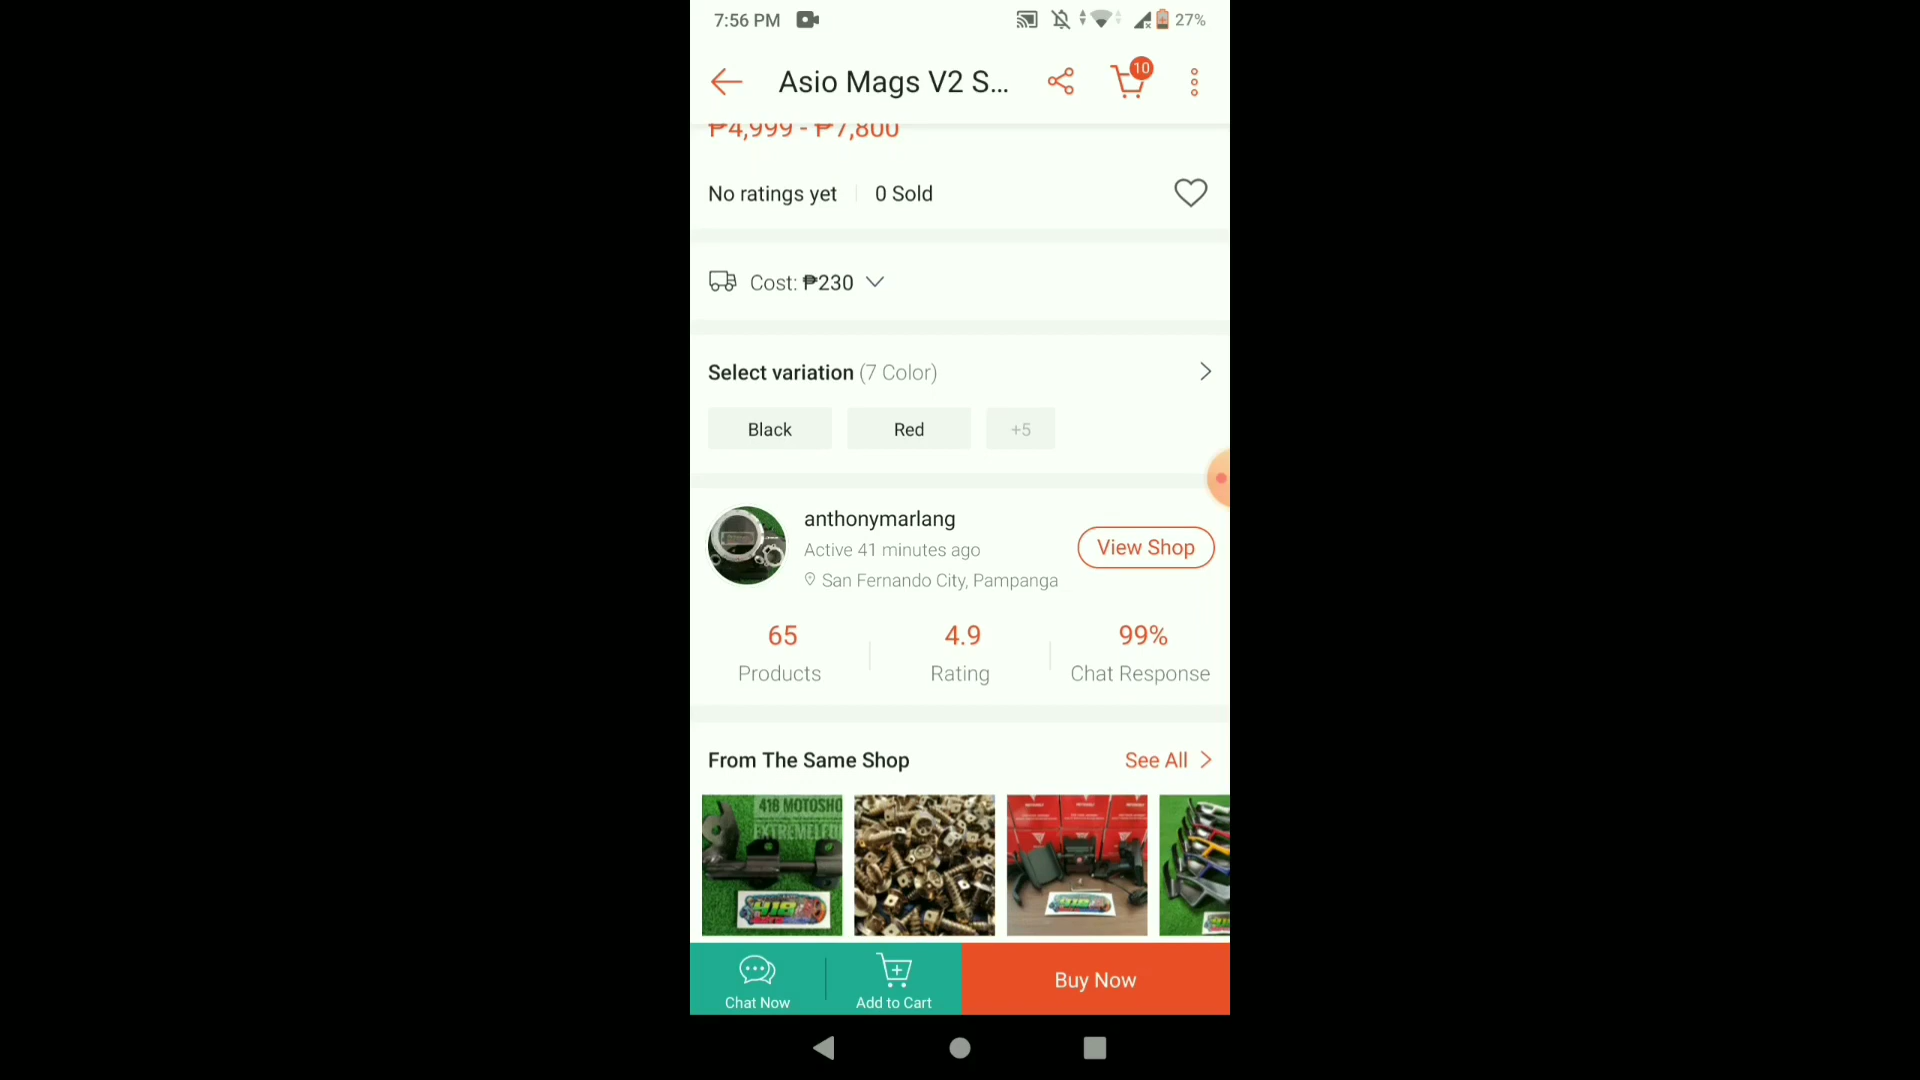 7:56 PM
27%
Asio Mags V2 S...
10
₱4,999 - ₱7,800
No ratings yet
0 Sold
Cost: ₱230
Select variation (7 Color)
Black
Red
+5
anthonymarlang
Active 41 minutes ago
San Fernando City, Pampanga
View Shop
65
4.9
99%
Products
Rating
Chat Response
From The Same Shop
See All
418 MOTOSHO
EXTREMELED
418
Chat Now
Add to Cart
Buy Now